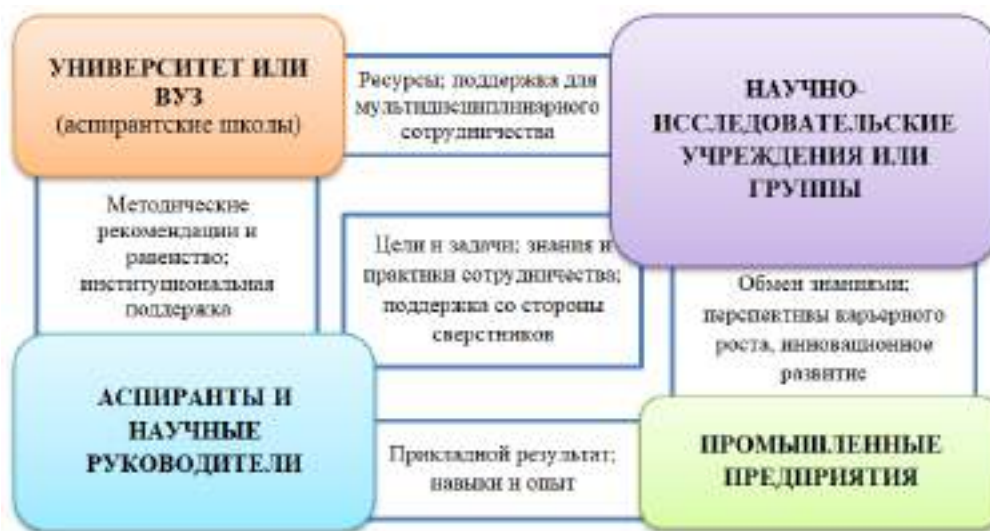 УНИВЕРСИТЕТ ИЛИ
ВУЗ
(аспирантские школы)
Ресурсы; поддержка для
мультидисциплинарного
сотрудничества
НАУЧНО-
ИССЛЕДОВАТЕЛЬСКИЕ
УЧРЕЖДЕНИЯ ИЛИ
ГРУППЫ
Методические
рекомендации и
равенство;
институциональная
поддержка
Цели и задачи; знания и
практики сотрудничества;
поддержка со стороны
сверстников
Обмен знаниями;
перспективы карьерного
роста, инновационное
развитие
АСПИРАНТЫ И
НАУЧНЫЕ
РУКОВОДИТЕЛИ
Прикладной результат;
навыки и опыт
ПРОМЫШЛЕННЫЕ
ПРЕДПРИЯТИЯ